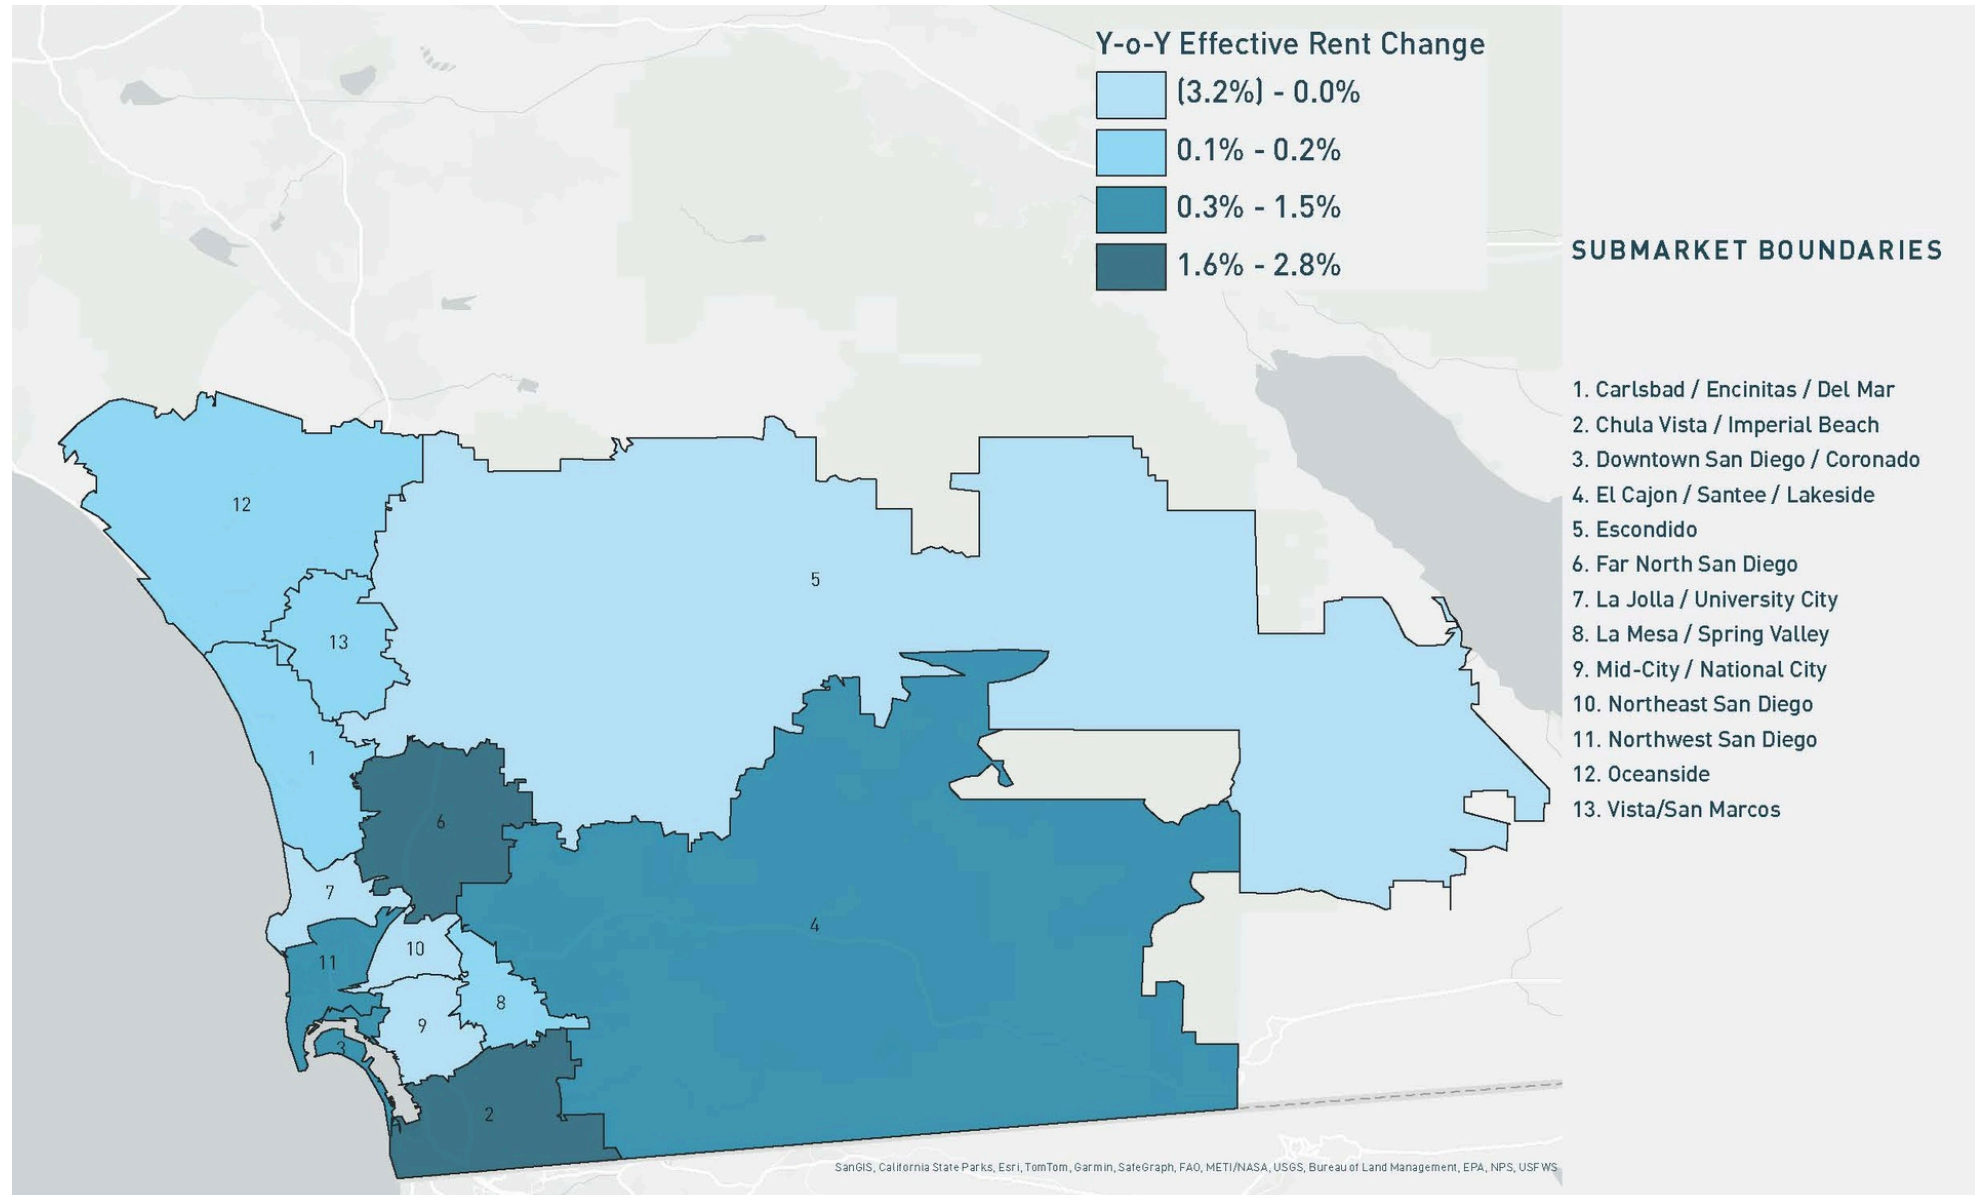 Y-o-Y Effective Rent Change
(3.2%) - 0.0%
0.1% - 0.2%
0.3% - 1.5%
1.6% - 2.8%
SUBMARKET BOUNDARIES
1. Carlsbad / Encinitas / Del Mar
2. Chula Vista / Imperial Beach
3. Downtown San Diego / Coronado
4. El Cajon / Santee / Lakeside
5. Escondido
6. Far North San Diego
7. La Jolla / University City
8. La Mesa / Spring Valley
9. Mid-City / National City
10. Northeast San Diego
11. Northwest San Diego
12. Oceanside
13. Vista/San Marcos
12
5
13
1
6
7
4
10
11
8
9
3
2
SanGIS, California State Parks, Esri, TomTom, Garmin, SafeGraph, FAO, METI/NASA, USGS, Bureau of Land Management, EPA, NPS, USFWS